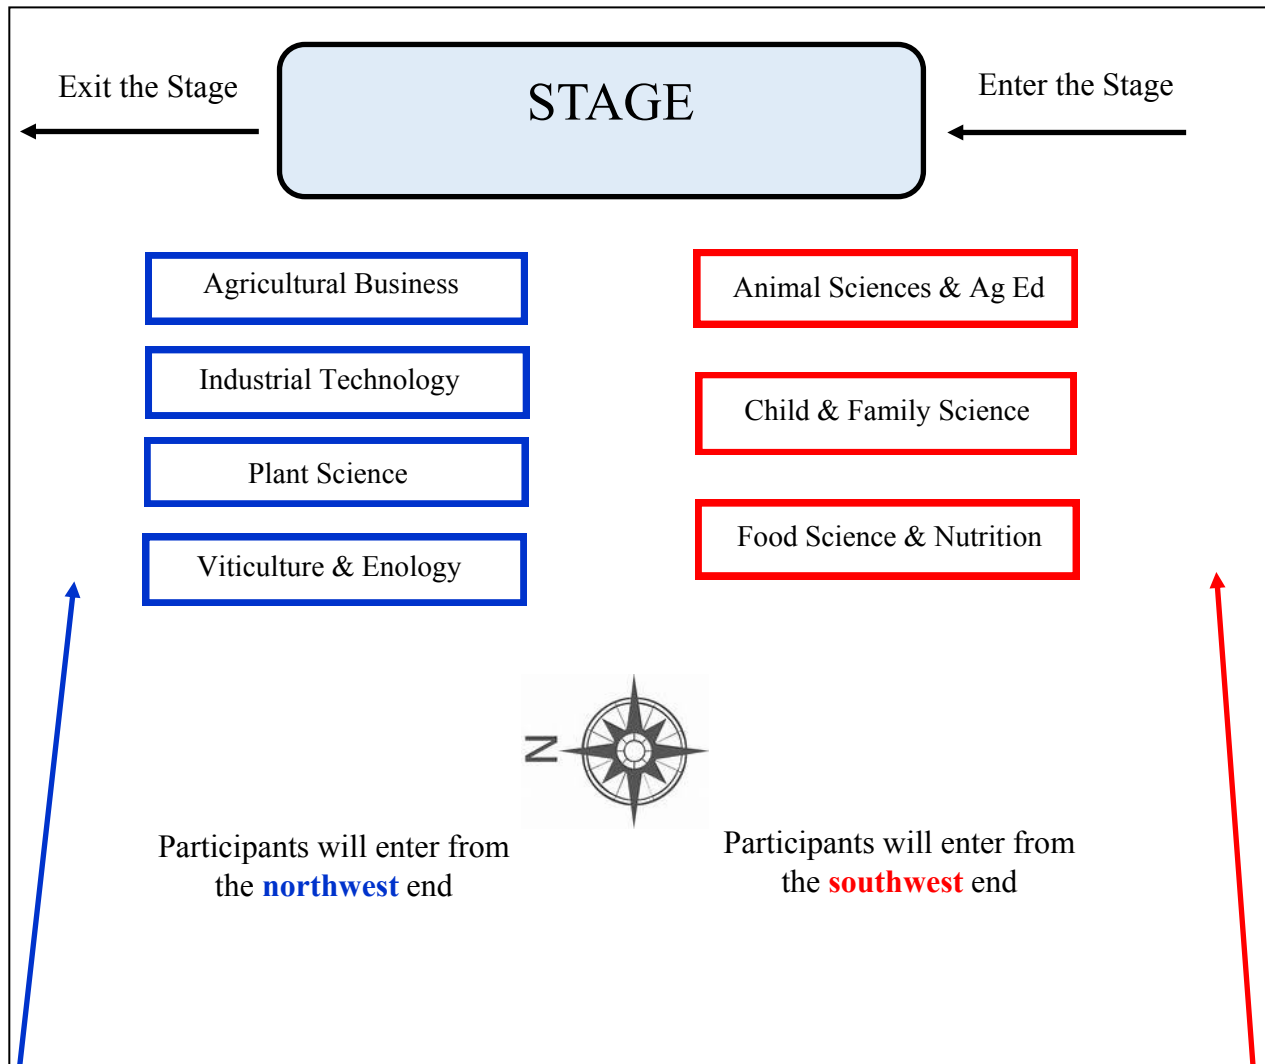 Exit the Stage
STAGE
Enter the Stage
Agricultural Business
Industrial Technology
Plant Science
Viticulture & Enology
Animal Sciences & Ag Ed
Child & Family Science
Food Science & Nutrition
N
Participants will enter from
the northwest end
Participants will enter from
the southwest end